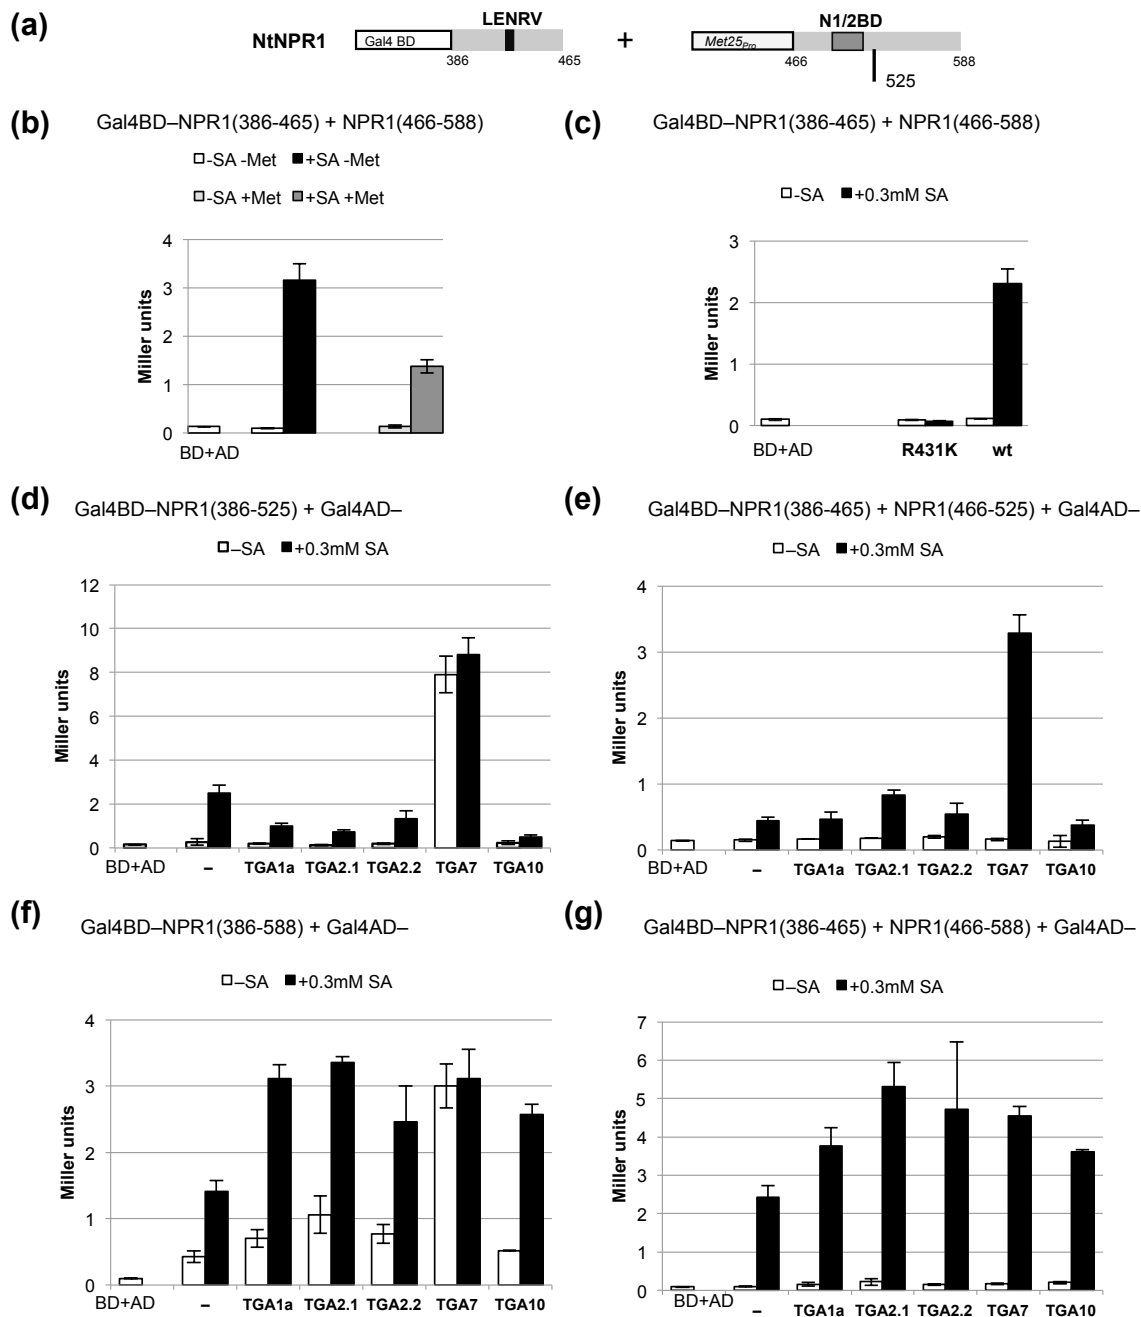 (a)
LENRV
N1/2BD
NtNPR1
Gal4 BD
+
Met25Pro
386
465
466
588
525
(b)
Gal4BD–NPR1(386-465) + NPR1(466-588)
-SA -Met
+SA -Met
-SA +Met
+SA +Met
Miller units
4
3
2
1
0
BD+AD
(c)
Gal4BD–NPR1(386-465) + NPR1(466-588)
-SA
+0.3mM SA
Miller units
3
2
1
0
BD+AD
R431K
wt
(d)
Gal4BD–NPR1(386-525) + Gal4AD–
–SA
+0.3mM SA
Miller units
12
10
8
6
4
2
0
BD+AD
–
TGA1a
TGA2.1
TGA2.2
TGA7
TGA10
(e)
Gal4BD–NPR1(386-465) + NPR1(466-525) + Gal4AD–
–SA
+0.3mM SA
Miller units
4
3
2
1
0
BD+AD
–
TGA1a
TGA2.1
TGA2.2
TGA7
TGA10
(f)
Gal4BD–NPR1(386-588) + Gal4AD–
–SA
+0.3mM SA
Miller units
4
3
2
1
0
BD+AD
–
TGA1a
TGA2.1
TGA2.2
TGA7
TGA10
(g)
Gal4BD–NPR1(386-465) + NPR1(466-588) + Gal4AD–
–SA
+0.3mM SA
Miller units
7
6
5
4
3
2
1
0
BD+AD
–
TGA1a
TGA2.1
TGA2.2
TGA7
TGA10